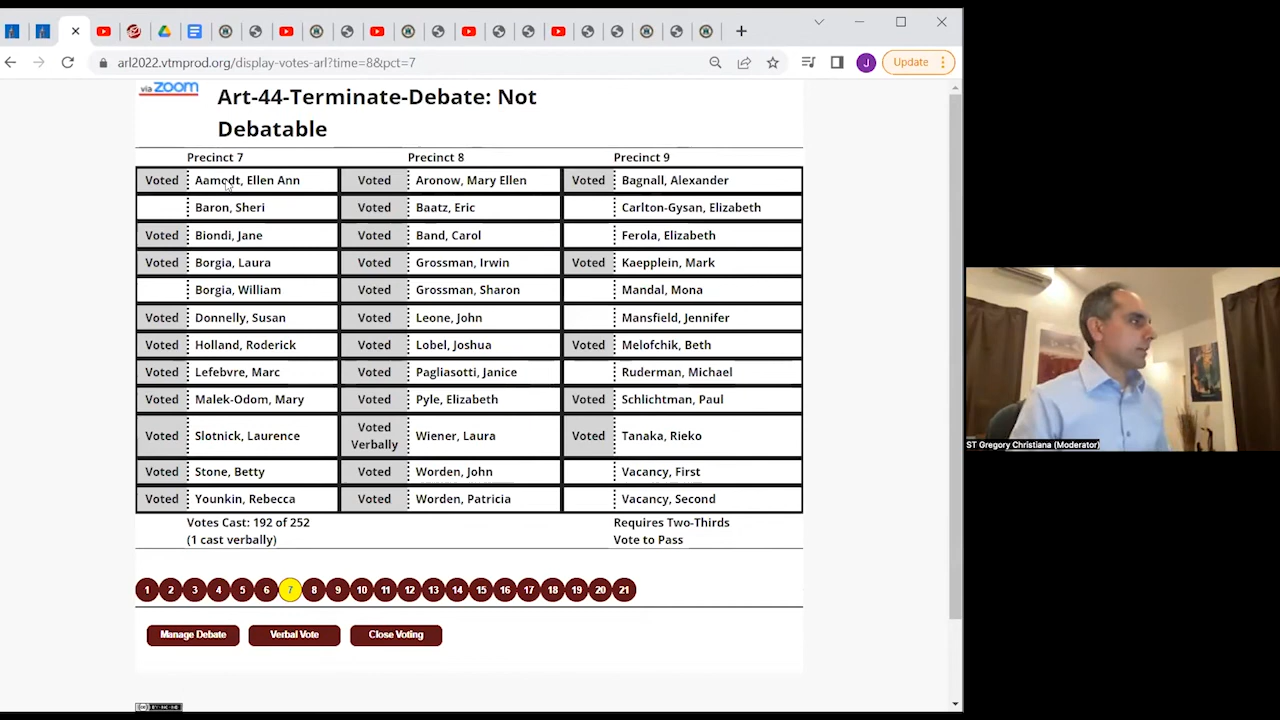 arl2022.vtmprod.org/display-votes-arl?time=8&pct=7
J
Update
via zoom
Art-44-Terminate-Debate: Not
Debatable
Precinct 7 Precinct 8 Precinct 9
Voted Aamodt, Ellen Ann Voted Aronow, Mary Ellen Voted Bagnall, Alexander
Baron, Sheri Voted Baatz, Eric Carlton-Gysan, Elizabeth
Voted Biondi, Jane Voted Band, Carol Ferola, Elizabeth
Voted Borgia, Laura Voted Grossman, Irwin Voted Kaepplein, Mark
Borgia, William Voted Grossman, Sharon Mandal, Mona
Voted Donnelly, Susan Voted Leone, John Mansfield, Jennifer
Voted Holland, Roderick Voted Lobel, Joshua Voted Melofchik, Beth
Voted Lefebvre, Marc Voted Pagliasotti, Janice Ruderman, Michael
Voted Malek-Odom, Mary Voted Pyle, Elizabeth Voted Schlichtman, Paul
Voted Slotnick, Laurence Voted Verbally Wiener, Laura Voted Tanaka, Rieko
Voted Stone, Betty Voted Worden, John Vacancy, First
Voted Younkin, Rebecca Voted Worden, Patricia Vacancy, Second
Votes Cast: 192 of 252 Requires Two-Thirds
(1 cast verbally) Vote to Pass
1 2 3 4 5 6 7 8 9 10 11 12 13 14 15 16 17 18 19 20 21
Manage Debate Verbal Vote Close Voting
ST Gregory Christiana (Moderator)